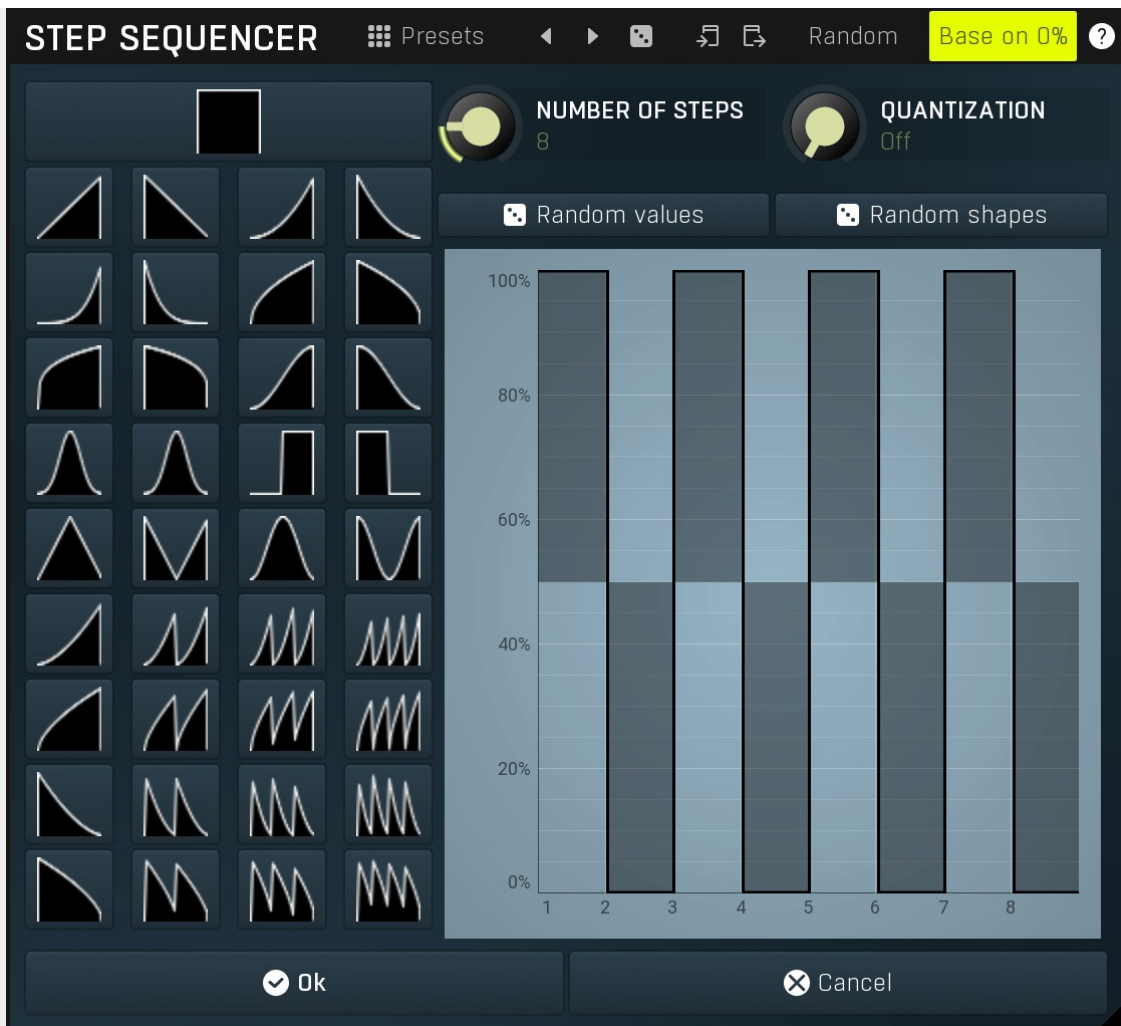 STEP SEQUENCER Presets Random Base on 0% ?
NUMBER OF STEPS
8
QUANTIZATION
Off
Random values Random shapes
100%
80%
60%
40%
20%
0%
1 2 3 4 5 6 7 8
Ok Cancel